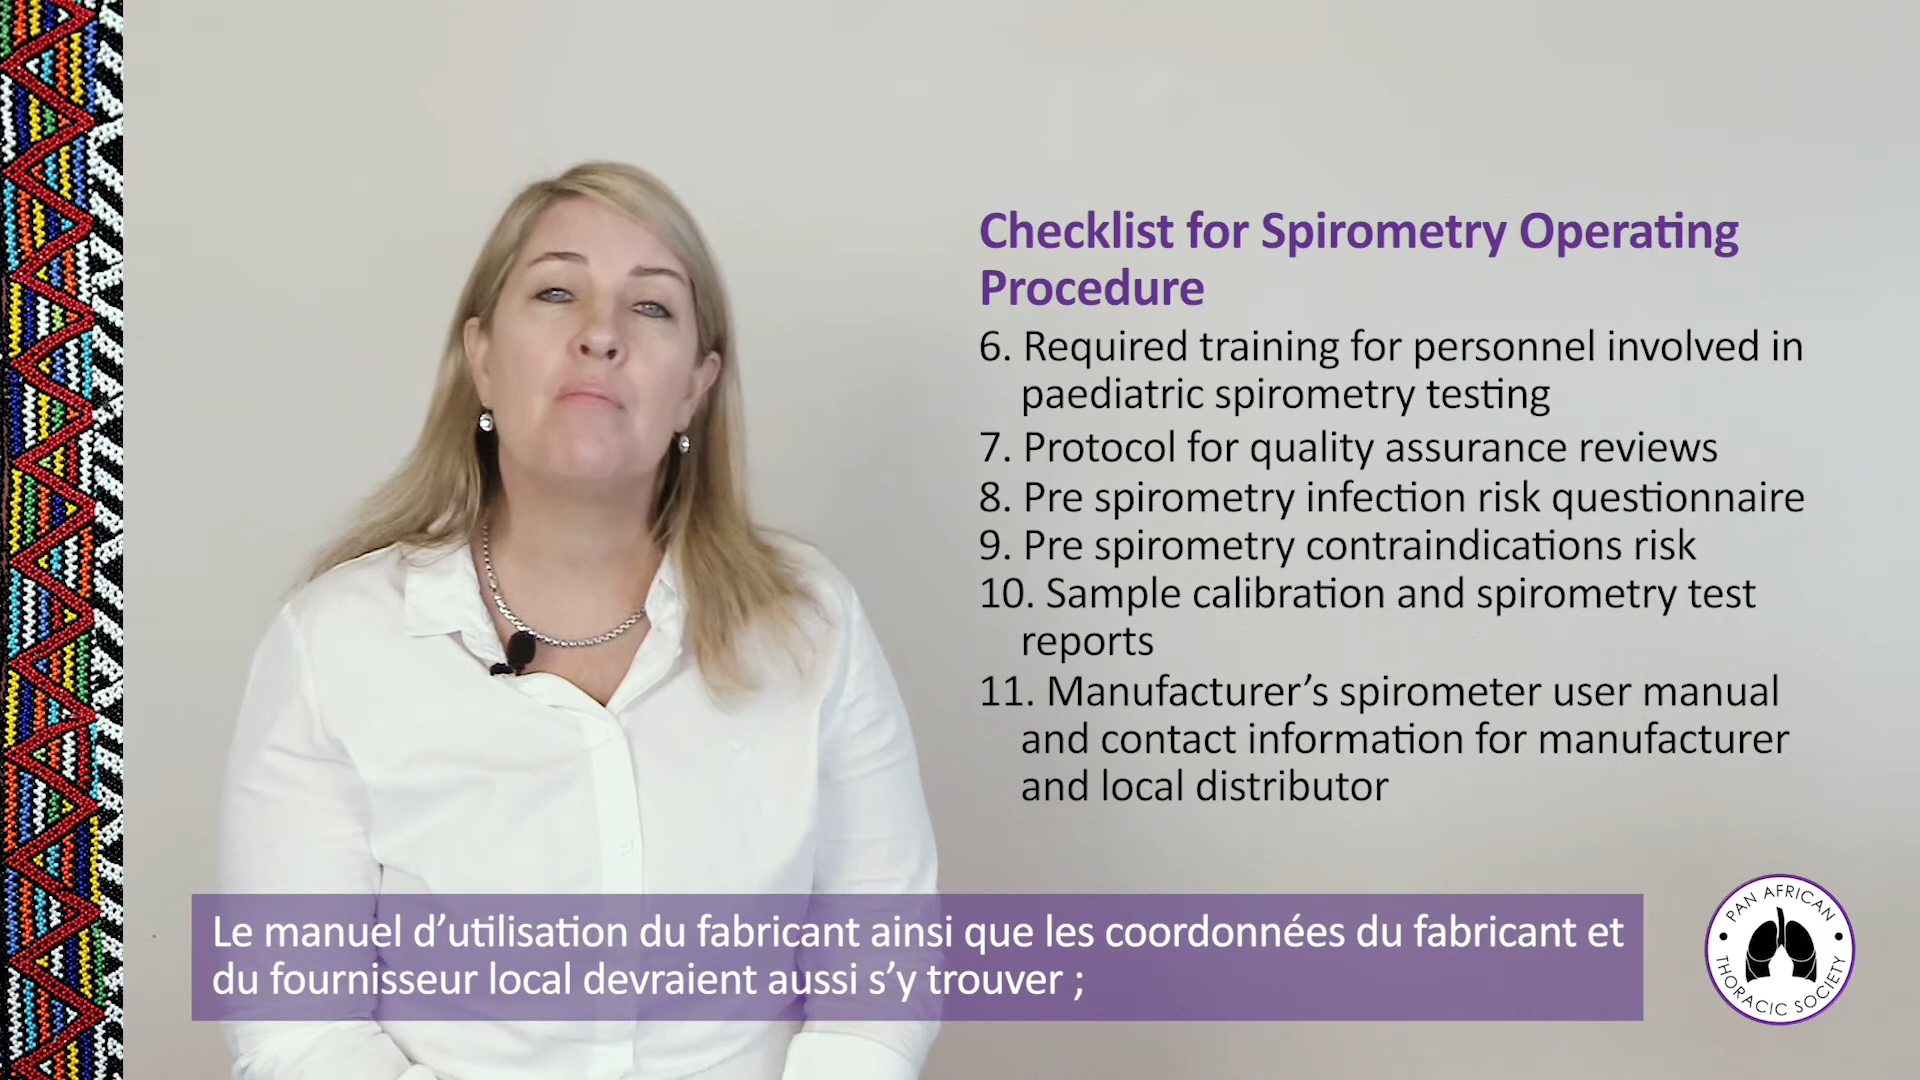 Checklist for Spirometry Operating
Procedure
6. Required training for personnel involved in
paediatric spirometry testing
7. Protocol for quality assurance reviews
8. Pre spirometry infection risk questionnaire
9. Pre spirometry contraindications risk
10. Sample calibration and spirometry test
reports
11. Manufacturer’s spirometer user manual
and contact information for manufacturer
and local distributor
Le manuel d’utilisation du fabricant ainsi que les coordonnées du fabricant et
du fournisseur local devraient aussi s’y trouver ;
PAN AFRICAN
THORACIC SOCIETY